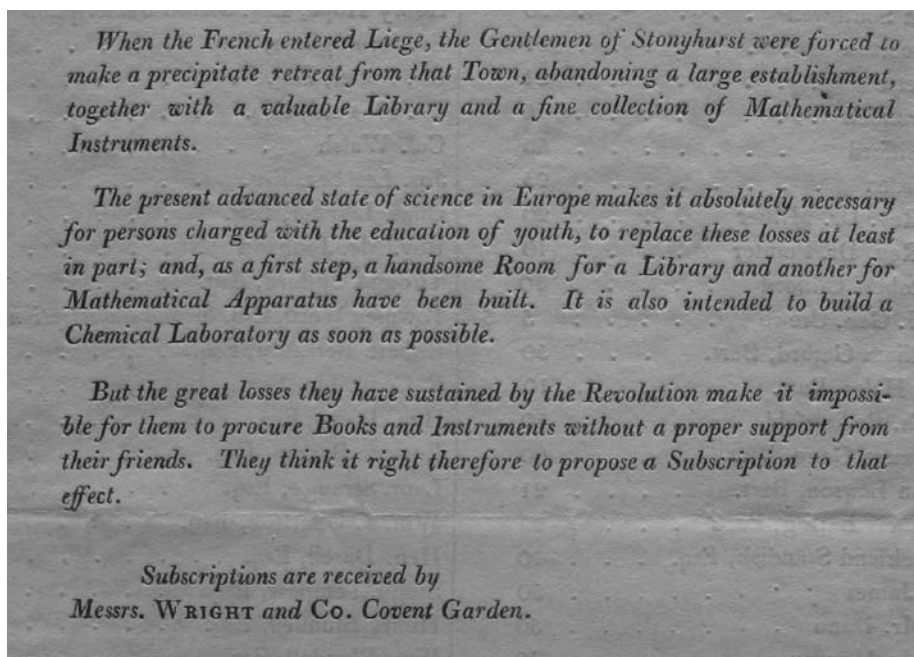 When the French entered Liege, the Gentlemen of Stonyhurst were forced to
make a precipitate retreat from that Town, abandoning a large establishment,
together with a valuable Library and a fine collection of Mathematical
Instruments.
The present advanced state of science in Europe makes it absolutely necessary
for persons charged with the education of youth, to replace these losses at least
in part; and, as a first step, a handsome Room for a Library and another for
Mathematical Apparatus have been built. It is also intended to build a
Chemical Laboratory as soon as possible.
But the great losses they have sustained by the Revolution make it impossi-
ble for them to procure Books and Instruments without a proper support from
their friends. They think it right therefore to propose a Subscription to that
effect.
Subscriptions are received by
Messrs. WRIGHT and Co. Covent Garden.